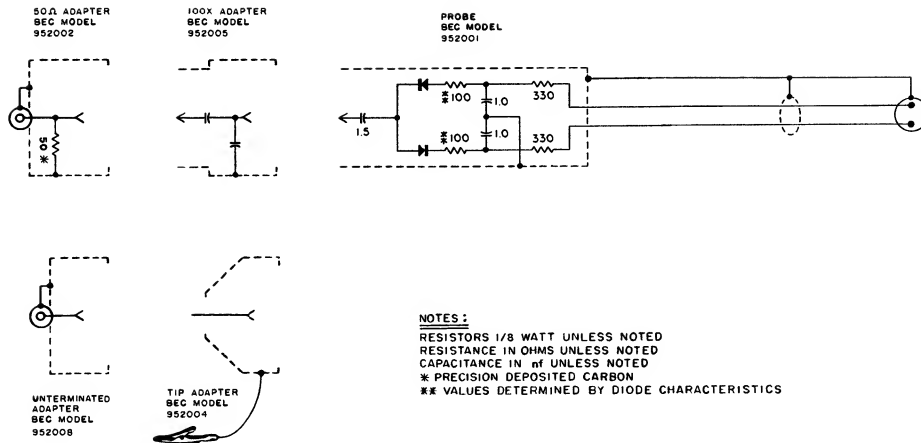 50Ω ADAPTER
BEC MODEL
952002
100X ADAPTER
BEC MODEL
952005
PROBE
BEC MODEL
952001
50 *
1.5
** 100
1.0
330
** 100
1.0
330
UNTERMINATED
ADAPTER
BEC MODEL
952008
TIP ADAPTER
BEC MODEL
952004
NOTES:
RESISTORS 1/8 WATT UNLESS NOTED
RESISTANCE IN OHMS UNLESS NOTED
CAPACITANCE IN nf UNLESS NOTED
* PRECISION DEPOSITED CARBON
** VALUES DETERMINED BY DIODE CHARACTERISTICS